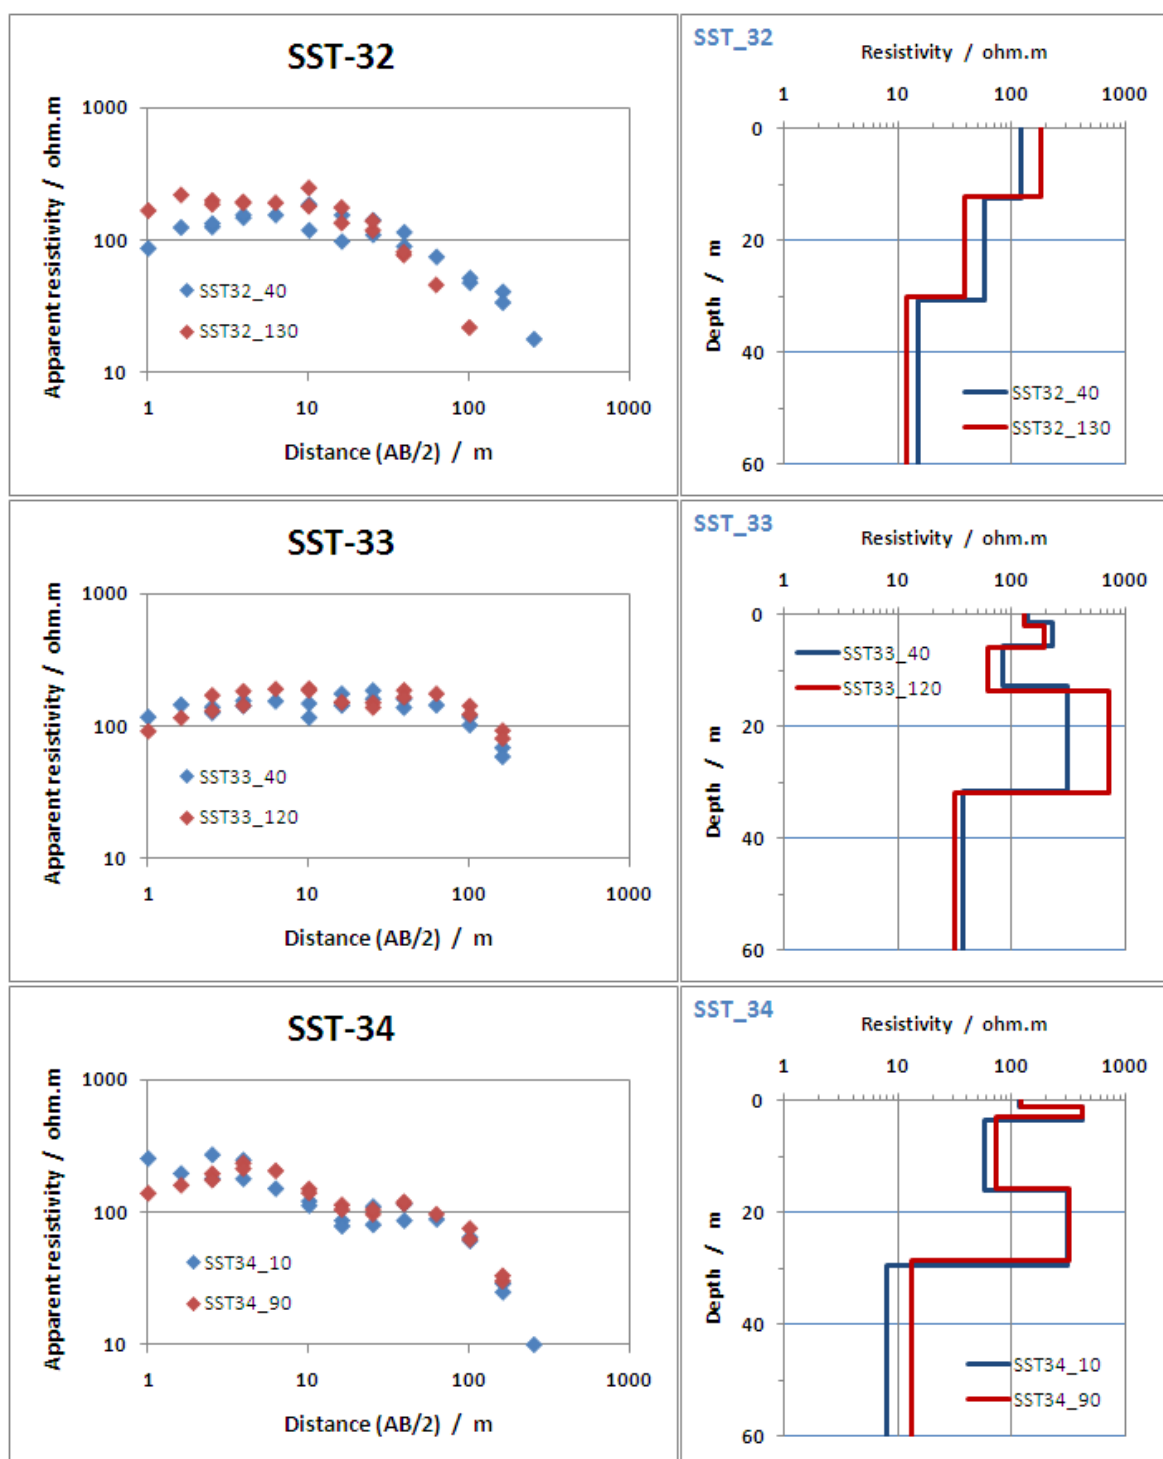 SST-32
Apparent resistivity / ohm.m
1000
100
10
SST32_40
SST32_130
1 10 100 1000
Distance (AB/2) / m
SST_32
Resistivity / ohm.m
1 10 100 1000
0
20
40
60
Depth / m
SST32_40
SST32_130
SST-33
Apparent resistivity / ohm.m
1000
100
10
SST33_40
SST33_120
1 10 100 1000
Distance (AB/2) / m
SST_33
Resistivity / ohm.m
1 10 100 1000
0
20
40
60
Depth / m
SST33_40
SST33_120
SST-34
Apparent resistivity / ohm.m
1000
100
10
SST34_10
SST34_90
1 10 100 1000
Distance (AB/2) / m
SST_34
Resistivity / ohm.m
1 10 100 1000
0
20
40
60
Depth / m
SST34_10
SST34_90